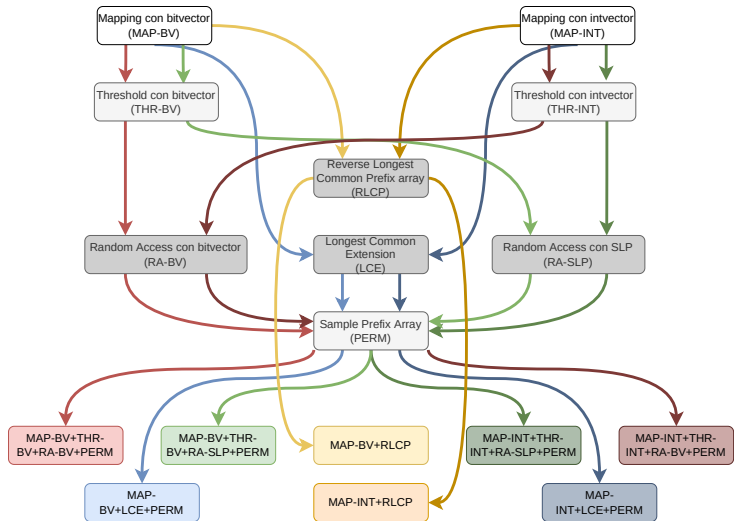 Mapping con bitvector
(MAP-BV)
Mapping con intvector
(MAP-INT)
Threshold con bitvector
(THR-BV)
Threshold con intvector
(THR-INT)
Reverse Longest
Common Prefix array
(RLCP)
Random Access con bitvector
(RA-BV)
Longest Common
Extension
(LCE)
Random Access con SLP
(RA-SLP)
Sample Prefix Array
(PERM)
MAP-BV+THR-
BV+RA-BV+PERM
MAP-BV+THR-
BV+RA-SLP+PERM
MAP-BV+RLCP
MAP-INT+THR-
INT+RA-SLP+PERM
MAP-INT+THR-
INT+RA-BV+PERM
MAP-
BV+LCE+PERM
MAP-INT+RLCP
MAP-
INT+LCE+PERM